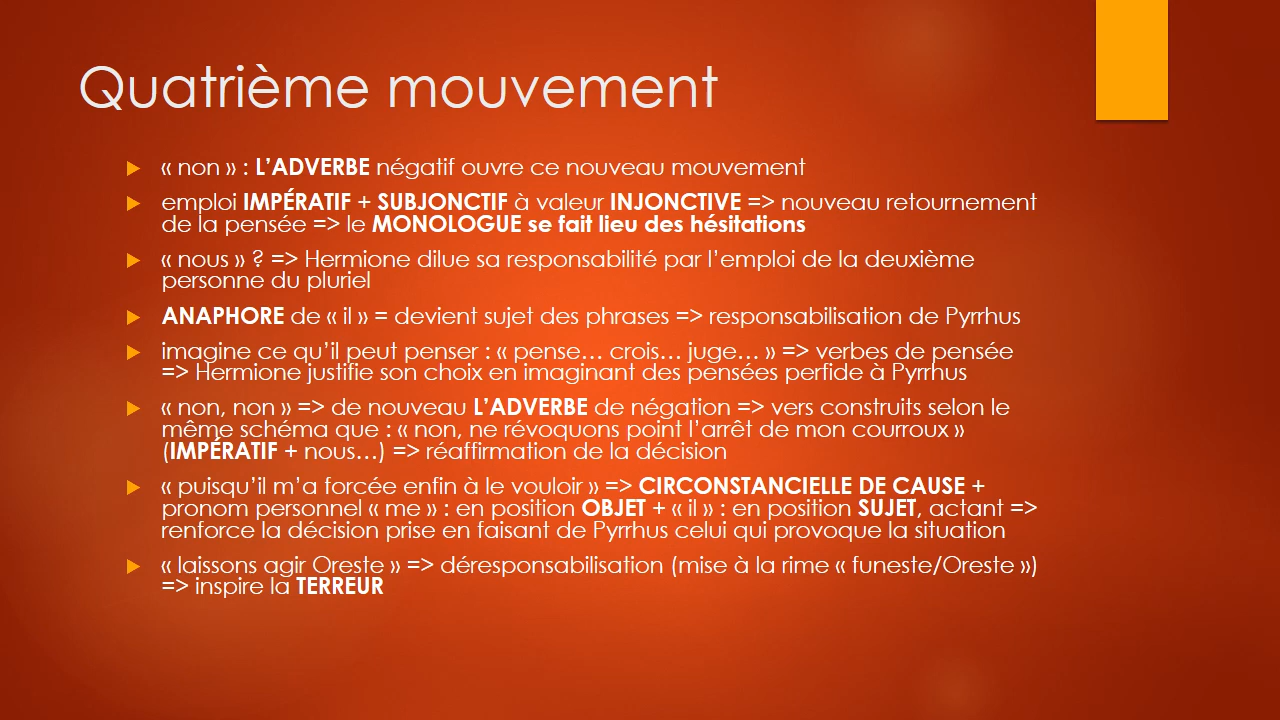 Quatrième mouvement
« non » : L’ADVERBE négatif ouvre ce nouveau mouvement
emploi IMPÉRATIF + SUBJONCTIF à valeur INJONCTIVE => nouveau retournement
de la pensée => le MONOLOGUE se fait lieu des hésitations
« nous » ? => Hermione dilue sa responsabilité par l’emploi de la deuxième
personne du pluriel
ANAPHORE de « il » = devient sujet des phrases => responsabilisation de Pyrrhus
imagine ce qu’il peut penser : « pense… crois… juge… » => verbes de pensée
=> Hermione justifie son choix en imaginant des pensées perfide à Pyrrhus
« non, non » => de nouveau L’ADVERBE de négation => vers construits selon le
même schéma que : « non, ne révoquons point l’arrêt de mon courroux »
(IMPÉRATIF + nous…) => réaffirmation de la décision
« puisqu’il m’a forcée enfin à le vouloir » => CIRCONSTANCIELLE DE CAUSE +
pronom personnel « me » : en position OBJET + « il » : en position SUJET, actant =>
renforce la décision prise en faisant de Pyrrhus celui qui provoque la situation
« laissons agir Oreste » => déresponsabilisation (mise à la rime « funeste/Oreste »)
=> inspire la TERREUR